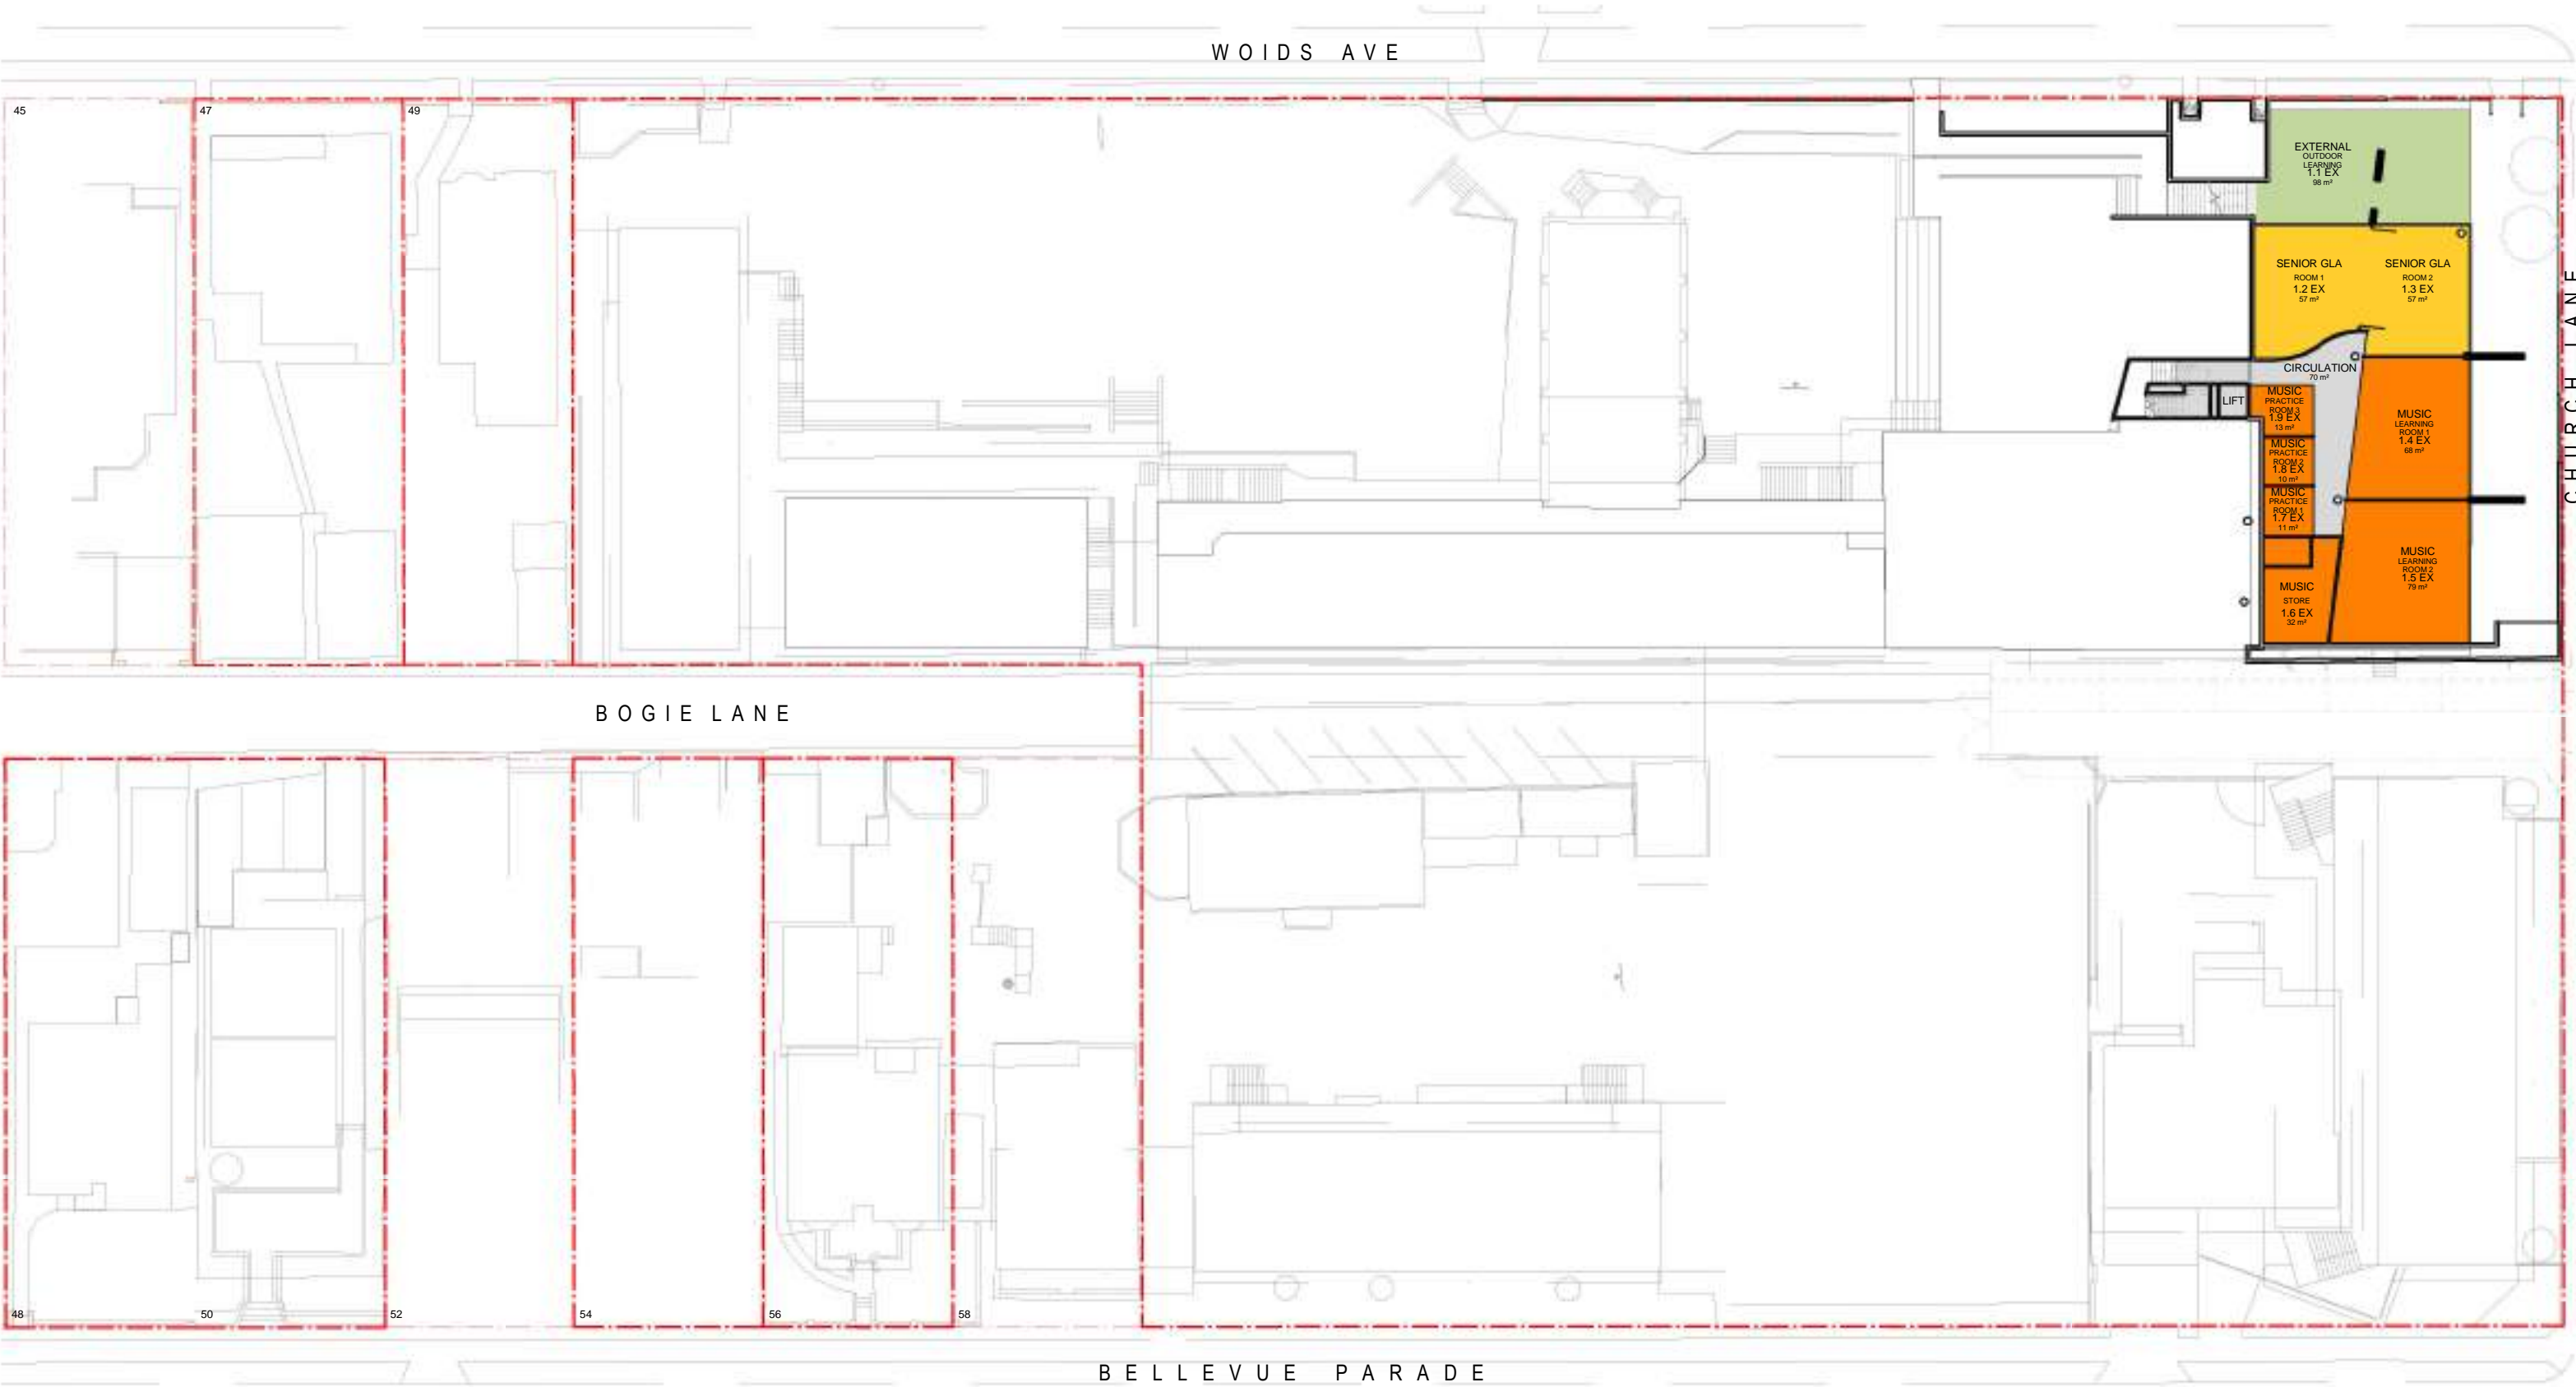 WOIDS AVE
45
47
49
EXTERNAL
OUTDOOR
LEARNING
1.1 EX
98 m²
SENIOR GLA
ROOM 1
1.2 EX
57 m²
SENIOR GLA
ROOM 2
1.3 EX
57 m²
CHURCH LANE
CIRCULATION
70 m²
LIFT
MUSIC
PRACTICE
ROOM 3
1.9 EX
13 m²
MUSIC
PRACTICE
ROOM 2
1.8 EX
10 m²
MUSIC
PRACTICE
ROOM 1
1.7 EX
11 m²
MUSIC
LEARNING
ROOM 1
1.4 EX
68 m²
MUSIC
LEARNING
ROOM 2
1.5 EX
79 m²
MUSIC
STORE
1.6 EX
32 m²
BOGIE LANE
48
50
52
54
56
58
BELLEVUE PARADE